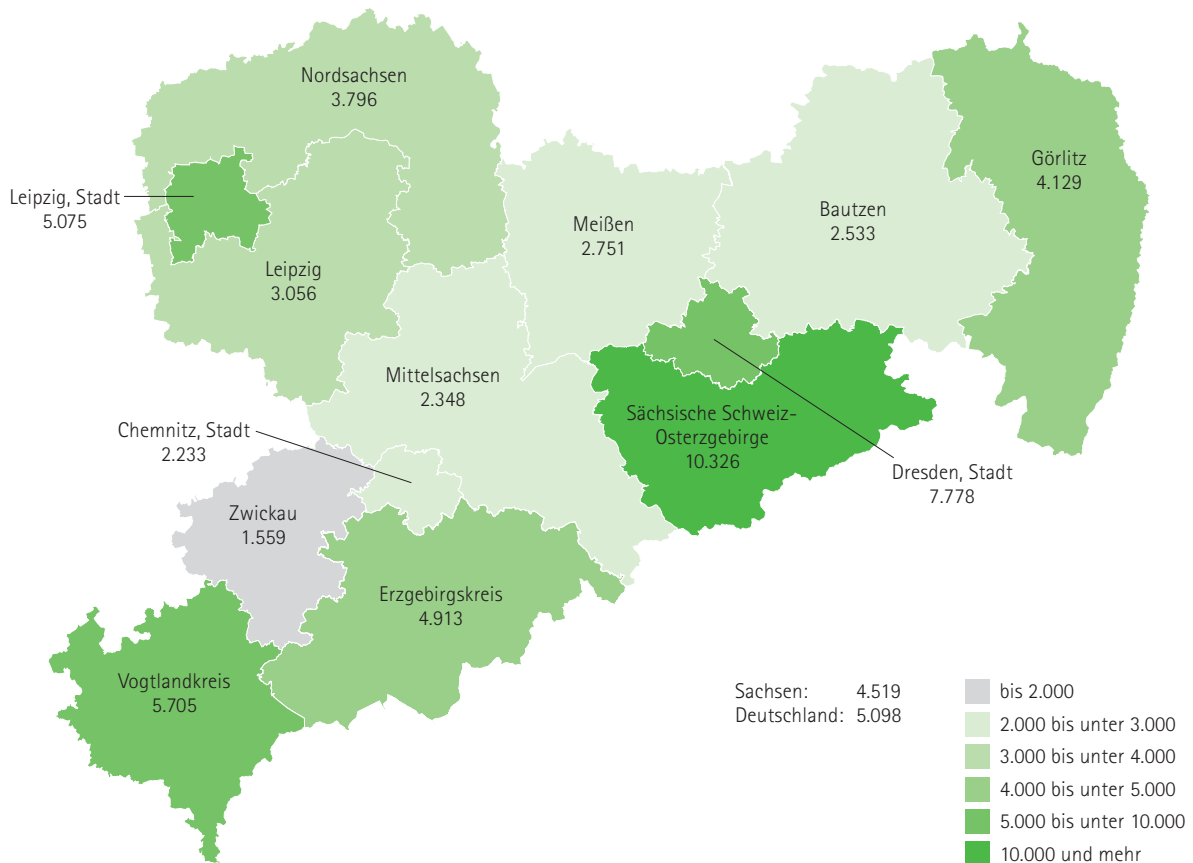 Nordsachsen
3.796
Görlitz
4.129
Leipzig, Stadt
5.075
Meißen
2.751
Bautzen
2.533
Leipzig
3.056
Mittelsachsen
2.348
Sächsische Schweiz-
Osterzgebirge
10.326
Chemnitz, Stadt
2.233
Dresden, Stadt
7.778
Zwickau
1.559
Erzgebirgskreis
4.913
Vogtlandkreis
5.705
Sachsen: 4.519
Deutschland: 5.098
bis 2.000
2.000 bis unter 3.000
3.000 bis unter 4.000
4.000 bis unter 5.000
5.000 bis unter 10.000
10.000 und mehr